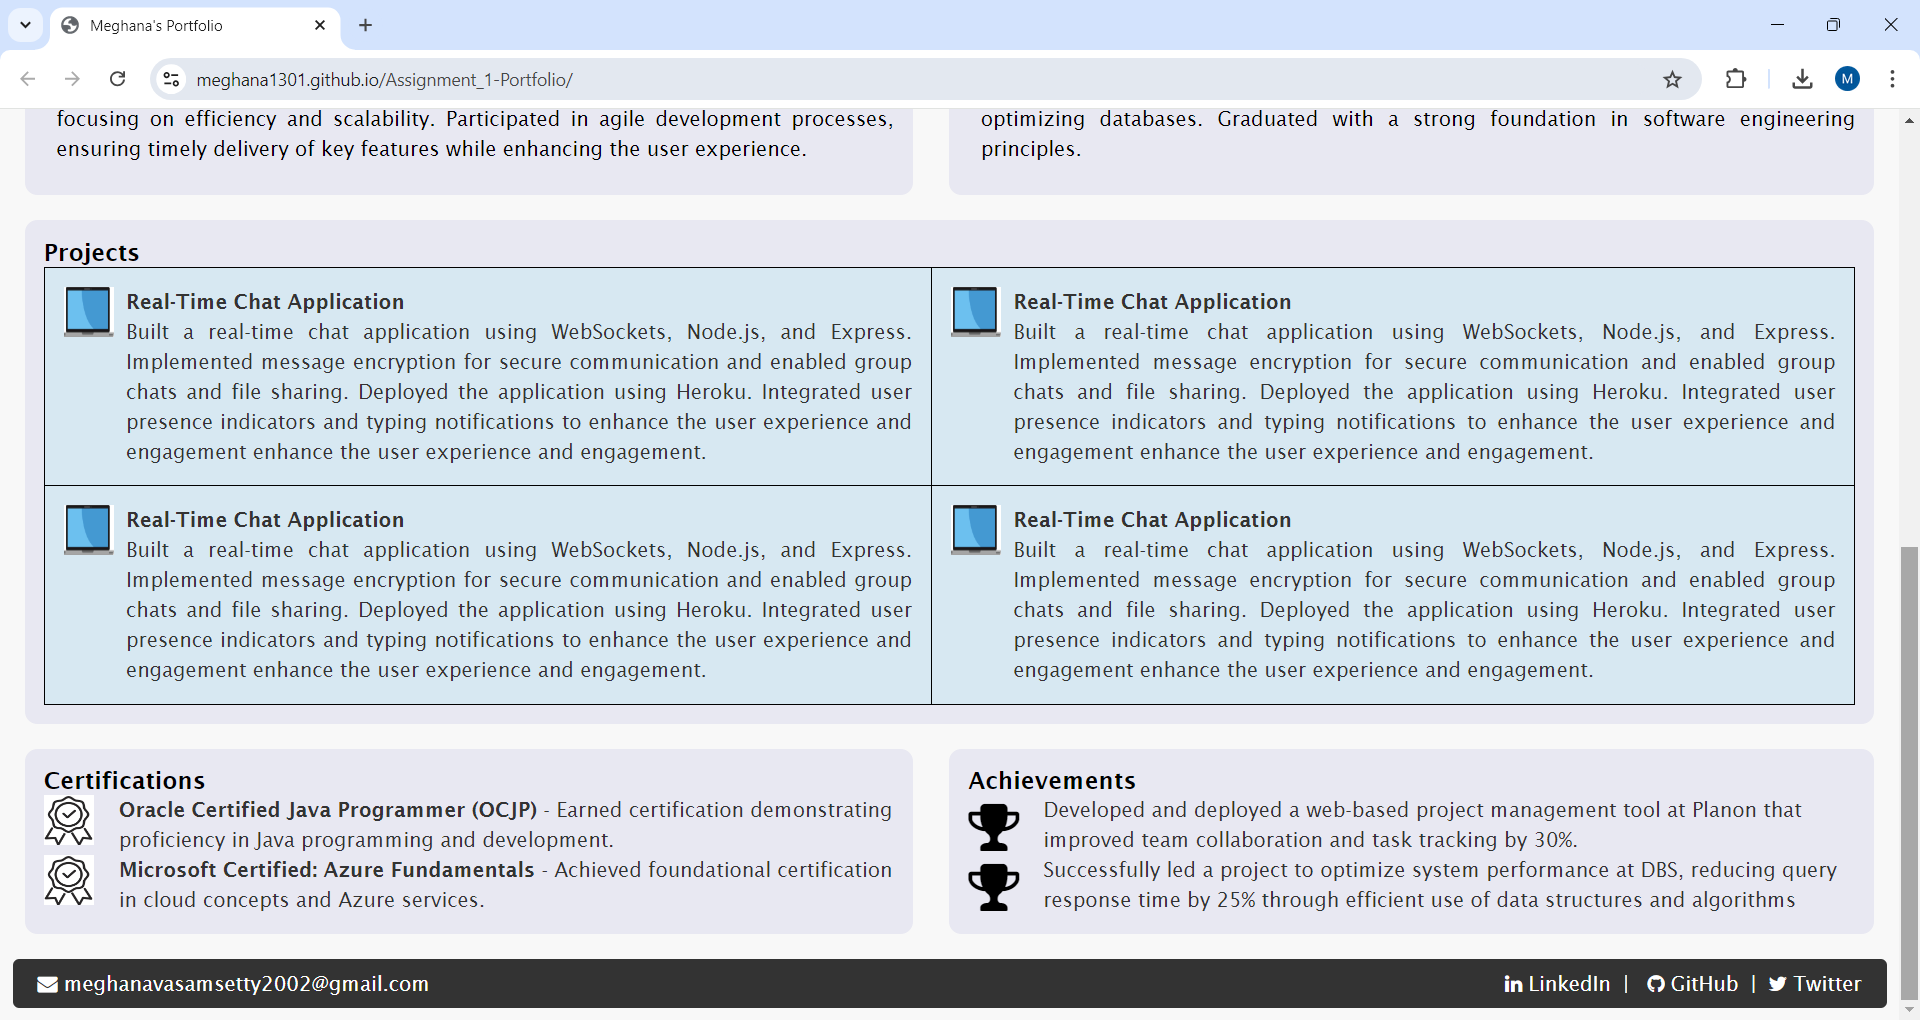 Meghana's Portfolio
meghana1301.github.io/Assignment_1-Portfolio/
M
focusing on efficiency and scalability. Participated in agile development processes,
ensuring timely delivery of key features while enhancing the user experience.
optimizing databases. Graduated with a strong foundation in software engineering
principles.
Projects
Real-Time Chat Application
Built a real-time chat application using WebSockets, Node.js, and Express.
Implemented message encryption for secure communication and enabled group
chats and file sharing. Deployed the application using Heroku. Integrated user
presence indicators and typing notifications to enhance the user experience and
engagement enhance the user experience and engagement.
Real-Time Chat Application
Built a real-time chat application using WebSockets, Node.js, and Express.
Implemented message encryption for secure communication and enabled group
chats and file sharing. Deployed the application using Heroku. Integrated user
presence indicators and typing notifications to enhance the user experience and
engagement enhance the user experience and engagement.
Real-Time Chat Application
Built a real-time chat application using WebSockets, Node.js, and Express.
Implemented message encryption for secure communication and enabled group
chats and file sharing. Deployed the application using Heroku. Integrated user
presence indicators and typing notifications to enhance the user experience and
engagement enhance the user experience and engagement.
Real-Time Chat Application
Built a real-time chat application using WebSockets, Node.js, and Express.
Implemented message encryption for secure communication and enabled group
chats and file sharing. Deployed the application using Heroku. Integrated user
presence indicators and typing notifications to enhance the user experience and
engagement enhance the user experience and engagement.
Certifications
Oracle Certified Java Programmer (OCJP) - Earned certification demonstrating
proficiency in Java programming and development.
Microsoft Certified: Azure Fundamentals - Achieved foundational certification
in cloud concepts and Azure services.
Achievements
Developed and deployed a web-based project management tool at Planon that
improved team collaboration and task tracking by 30%.
Successfully led a project to optimize system performance at DBS, reducing query
response time by 25% through efficient use of data structures and algorithms
meghanavasamsetty2002@gmail.com
LinkedIn | GitHub | Twitter